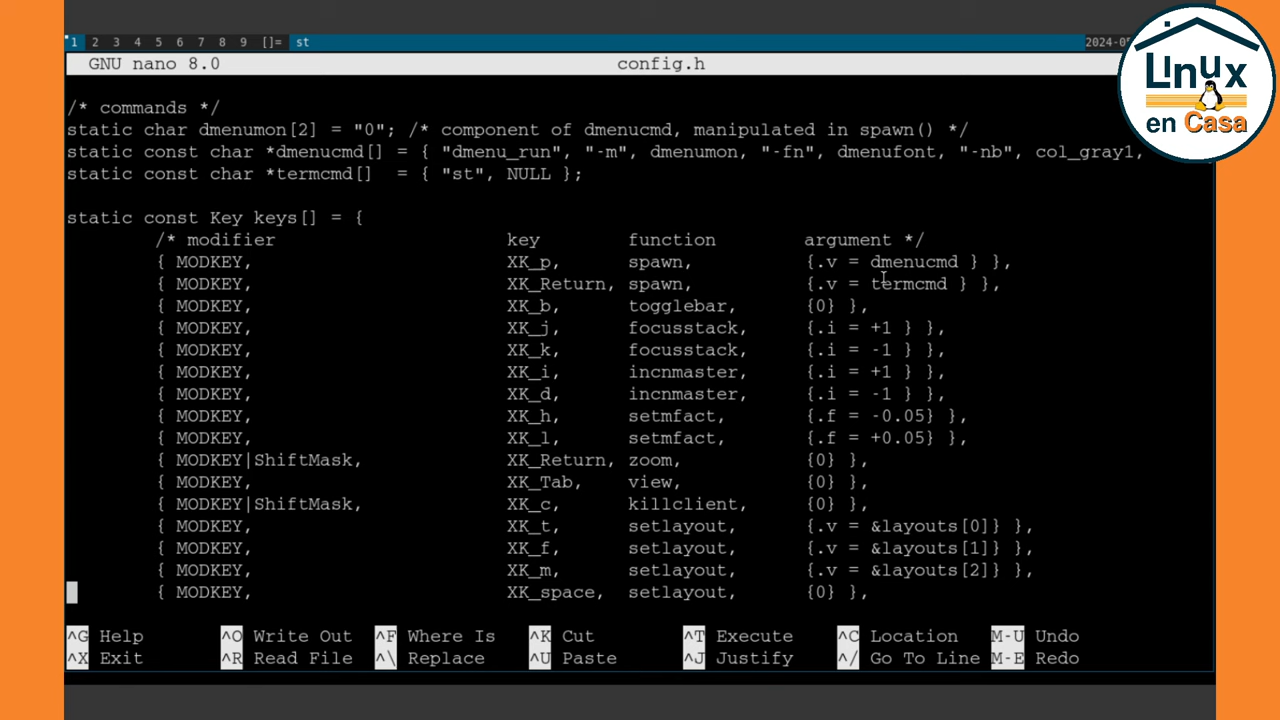 1 2 3 4 5 6 7 8 9 []= st 2024-05
GNU nano 8.0 config.h
/* commands */
static char dmenumon[2] = "0"; /* component of dmenucmd, manipulated in spawn() */
static const char *dmenucmd[] = { "dmenu_run", "-m", dmenumon, "-fn", dmenufont, "-nb", col_gray1,
static const char *termcmd[]  = { "st", NULL };
static const Key keys[] = {
/* modifier key function argument */
{ MODKEY, XK_p, spawn, {.v = dmenucmd } },
{ MODKEY, XK_Return, spawn, {.v = termcmd } },
{ MODKEY, XK_b, togglebar, {0} },
{ MODKEY, XK_j, focusstack, {.i = +1 } },
{ MODKEY, XK_k, focusstack, {.i = -1 } },
{ MODKEY, XK_i, incnmaster, {.i = +1 } },
{ MODKEY, XK_d, incnmaster, {.i = -1 } },
{ MODKEY, XK_h, setmfact, {.f = -0.05} },
{ MODKEY, XK_l, setmfact, {.f = +0.05} },
{ MODKEY|ShiftMask, XK_Return, zoom, {0} },
{ MODKEY, XK_Tab, view, {0} },
{ MODKEY|ShiftMask, XK_c, killclient, {0} },
{ MODKEY, XK_t, setlayout, {.v = &layouts[0]} },
{ MODKEY, XK_f, setlayout, {.v = &layouts[1]} },
{ MODKEY, XK_m, setlayout, {.v = &layouts[2]} },
{ MODKEY, XK_space, setlayout, {0} },
^G Help ^O Write Out ^F Where Is ^K Cut ^T Execute ^C Location M-U Undo
^X Exit ^R Read File ^\ Replace ^U Paste ^J Justify ^/ Go To Line M-E Redo
Linux
en Casa